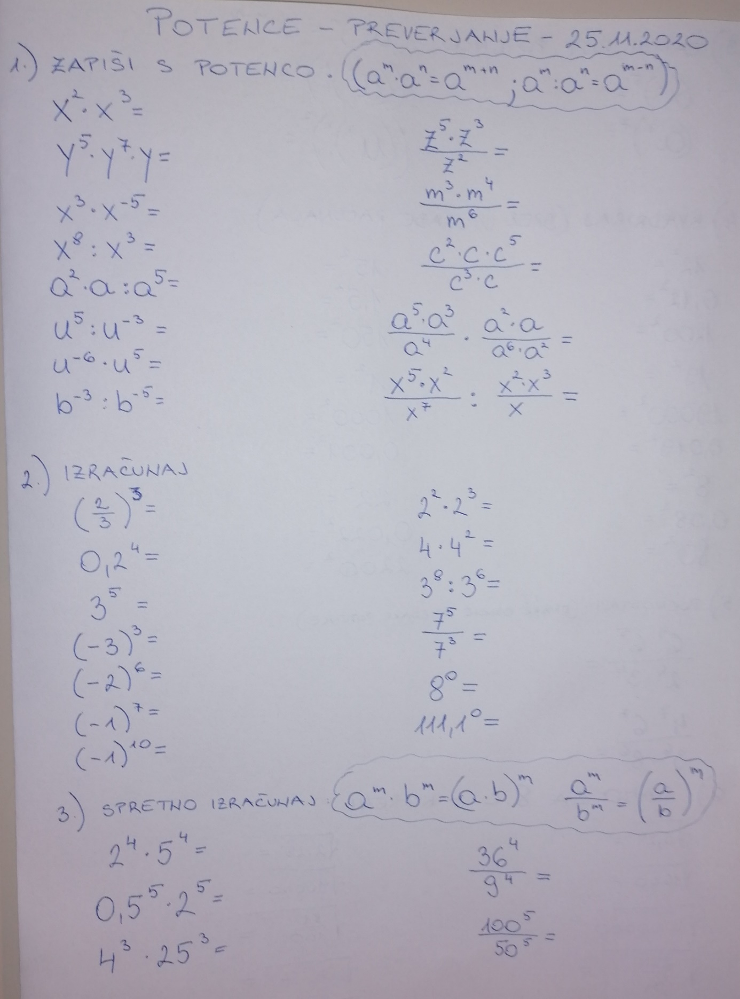 POTENCE – PREVERJANJE – 25.11.2020
1.) ZAPIŠI S POTENCO. (a^m · a^n = a^(m+n) ; a^m : a^n = a^(m-n))
x² · x³ =
y⁵ · y⁷ · y =
x³ · x⁻⁵ =
x⁸ : x³ =
a² · a : a⁵ =
u⁵ : u⁻³ =
u⁻⁶ · u⁵ =
b⁻³ : b⁻⁵ =
(z⁵ · z³)/(z²) =
(m³ · m⁴)/(m⁶) =
(c² · c · c⁵)/(c³ · c) =
(a⁵ · a³)/(a⁴) · (a² · a)/(a⁶ · a²) =
(x⁵ · x²)/(x⁷) : (x² · x³)/(x) =
2.) IZRAČUNAJ
(2/3)³ =
0,2⁴ =
3⁵ =
(-3)³ =
(-2)⁶ =
(-1)⁷ =
(-1)¹⁰ =
2² · 2³ =
4 · 4² =
3⁸ : 3⁶ =
7⁵/7³ =
8⁰ =
111,1⁰ =
3.) SPRETNO IZRAČUNAJ: a^m · b^m = (a · b)^m a^m/b^m = (a/b)^m
2⁴ · 5⁴ =
0,5⁵ · 2⁵ =
4³ · 25³ =
36⁴/9⁴ =
100⁵/50⁵ =